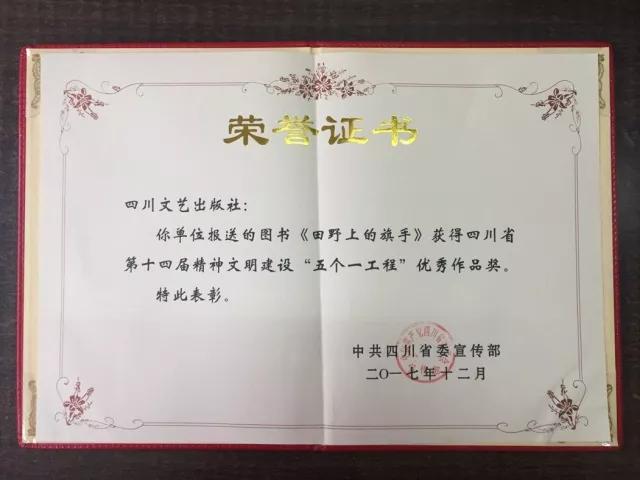 荣誉证书
四川文艺出版社：
你单位报送的图书《田野上的旗手》获得四川省
第十四届精神文明建设“五个一工程”优秀作品奖。
特此表彰。
中共四川省委宣传部
二〇一七年十二月